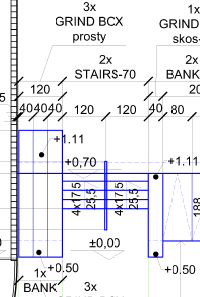 3x
GRIND BCX
prosty
1x
GRIND
skos-
2x
STAIRS-70
2x
BANK
120
20
40 40 40
120
120
40
80
+1.11
+0,70
+1.11
4x17,5
25,5
4x17,5
25,5
188
±0,00
+0.50
+0.50
1x
BANK
3x